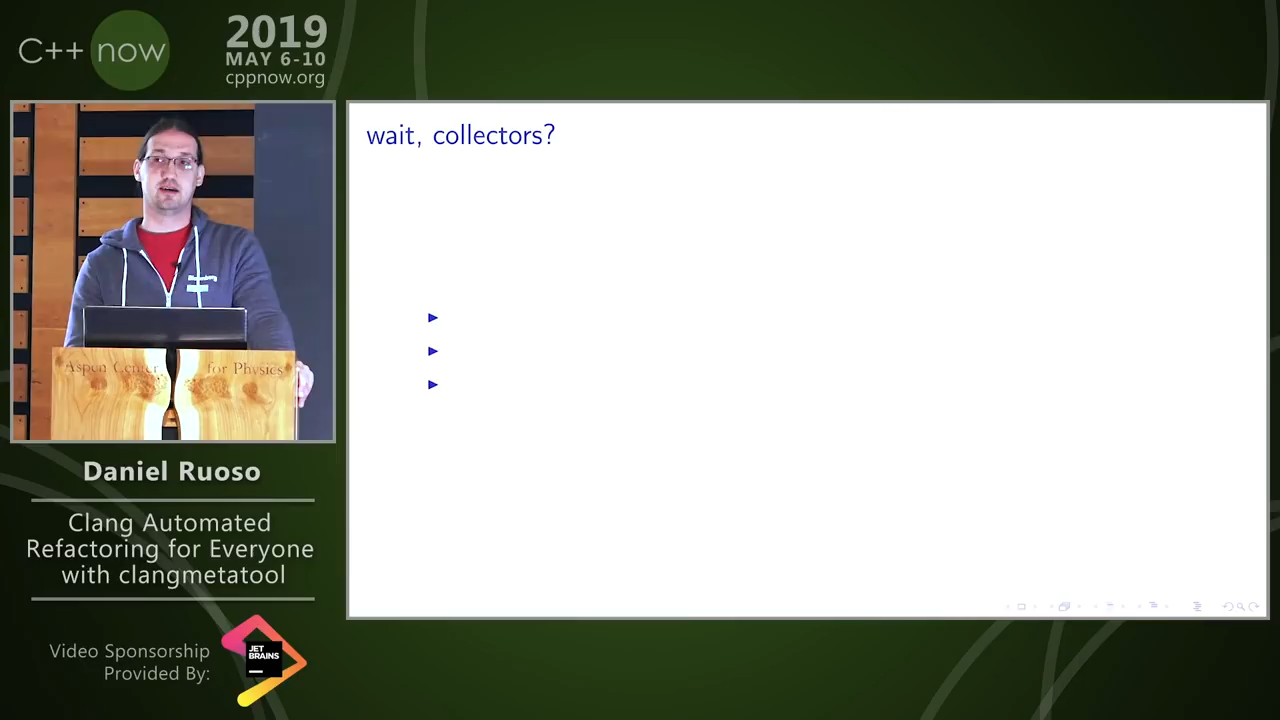 C++ now
2019
MAY 6-10
cppnow.org
wait, collectors?
Bloomberg
Aspen Center for Physics
Daniel Ruoso
Clang Automated
Refactoring for Everyone
with clangmetatool
Video Sponsorship
Provided By:
JET
BRAINS